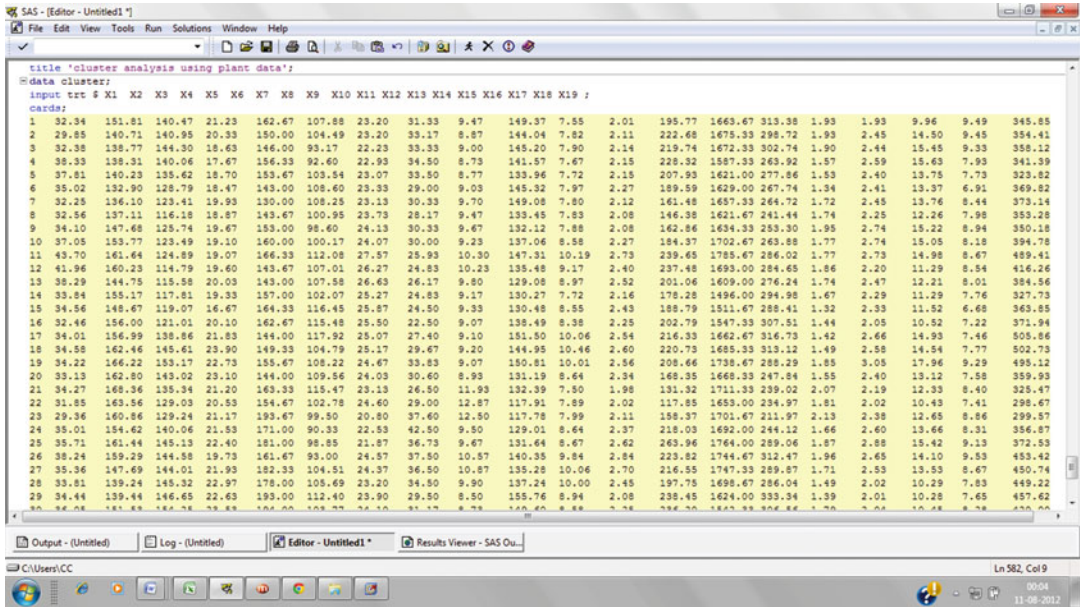 SAS - [Editor - Untitled1 *]
File Edit View Tools Run Solutions Window Help
title 'cluster analysis using plant data';
data cluster;
input trt $ X1 X2 X3 X4 X5 X6 X7 X8 X9 X10 X11 X12 X13 X14 X15 X16 X17 X18 X19 ;
cards;
1 32.34 151.81 140.47 21.23 162.67 107.88 23.20 31.33 9.47 149.37 7.55 2.01 195.77 1663.67 313.38 1.93 1.93 9.96 9.49 345.85
2 29.85 140.71 140.95 20.33 150.00 104.49 23.20 33.17 8.87 144.04 7.82 2.11 222.68 1675.33 298.72 1.93 2.45 14.50 9.45 354.41
3 32.38 138.77 144.30 18.63 146.00 93.17 22.23 33.33 9.00 145.20 7.90 2.14 219.74 1672.33 302.74 1.90 2.44 15.45 9.33 358.12
4 38.33 138.31 140.06 17.67 156.33 92.60 22.93 34.50 8.73 141.57 7.67 2.15 228.32 1587.33 263.92 1.57 2.59 15.63 7.93 341.39
5 37.81 140.23 135.62 18.70 153.67 103.54 23.07 33.50 8.77 133.96 7.72 2.15 207.93 1621.00 277.86 1.53 2.40 13.75 7.73 323.82
6 35.02 132.90 128.79 18.47 143.00 108.60 23.33 29.00 9.03 145.32 7.97 2.27 189.59 1629.00 267.74 1.34 2.41 13.37 6.91 369.82
7 32.25 136.10 123.41 19.93 130.00 108.25 23.13 30.33 9.70 149.08 7.80 2.12 161.48 1657.33 264.72 1.72 2.45 13.76 8.44 373.14
8 32.56 137.11 116.18 18.87 143.67 100.95 23.73 28.17 9.47 133.45 7.83 2.08 146.38 1621.67 241.44 1.74 2.25 12.26 7.98 353.28
9 34.10 147.68 125.74 19.67 153.00 98.60 24.13 30.33 9.67 132.12 7.88 2.08 162.86 1634.33 253.30 1.95 2.74 15.22 8.94 350.18
10 37.05 153.77 123.49 19.10 160.00 100.17 24.07 30.00 9.23 137.06 8.58 2.27 184.37 1702.67 263.88 1.77 2.74 15.05 8.18 394.78
11 43.70 161.64 124.89 19.07 166.33 112.08 27.57 25.93 10.30 147.31 10.19 2.73 239.65 1785.67 286.02 1.77 2.73 14.98 8.67 489.41
12 41.96 160.23 114.79 19.60 143.67 107.01 26.27 24.83 10.23 135.48 9.17 2.40 237.48 1693.00 284.65 1.86 2.20 11.29 8.54 416.26
13 38.29 144.75 115.58 20.03 143.00 107.58 26.63 26.17 9.80 129.08 8.97 2.52 201.06 1609.00 276.24 1.74 2.47 12.21 8.01 384.56
14 33.84 155.17 117.81 19.33 157.00 102.07 25.27 24.83 9.17 130.27 7.72 2.16 178.28 1496.00 294.98 1.67 2.29 11.29 7.76 327.73
15 34.56 148.67 119.07 16.67 164.33 116.45 25.87 24.50 9.33 130.48 8.55 2.43 188.79 1511.67 288.41 1.32 2.33 11.52 6.68 363.85
16 32.46 156.00 121.01 20.10 162.67 115.48 25.50 22.50 9.07 138.49 8.38 2.25 202.79 1547.33 307.51 1.44 2.05 10.52 7.22 371.94
17 34.01 156.99 138.86 21.83 144.00 117.92 25.07 27.40 9.10 151.50 10.06 2.54 216.33 1662.67 316.73 1.42 2.66 14.93 7.46 505.86
18 34.58 162.46 145.61 23.90 149.33 104.79 25.17 29.67 9.20 144.95 10.46 2.60 220.73 1685.33 313.12 1.49 2.58 14.54 7.77 502.73
19 34.22 166.22 153.17 22.73 155.67 108.22 24.67 33.83 9.07 150.81 10.01 2.56 208.66 1738.67 288.29 1.85 3.05 17.96 9.29 495.12
20 33.13 162.80 143.02 23.10 144.00 109.56 24.03 30.60 8.93 131.19 8.64 2.34 168.35 1668.33 247.84 1.55 2.40 13.12 7.58 359.93
21 34.27 168.36 135.34 21.20 163.33 115.47 23.13 26.50 11.93 132.39 7.50 1.98 131.32 1711.33 239.02 2.07 2.19 12.33 8.40 325.47
22 31.85 163.56 129.03 20.53 154.67 102.78 24.60 29.00 12.87 117.91 7.89 2.02 117.85 1653.00 234.97 1.81 2.02 10.43 7.41 298.67
23 29.36 160.86 129.24 21.17 193.67 99.50 20.80 37.60 12.50 117.78 7.99 2.11 158.37 1701.67 211.97 2.13 2.38 12.65 8.86 299.57
24 35.01 154.62 140.06 21.53 171.00 90.33 22.53 42.50 9.50 129.01 8.64 2.37 218.03 1692.00 244.12 1.66 2.60 13.66 8.31 356.87
25 35.71 161.44 145.13 22.40 181.00 98.85 21.87 36.73 9.67 131.64 8.67 2.62 263.96 1764.00 289.06 1.87 2.88 15.42 9.13 372.53
26 38.24 159.29 144.58 19.73 161.67 93.00 24.57 37.50 10.57 140.35 9.84 2.84 223.82 1744.67 312.47 1.96 2.65 14.10 9.53 453.42
27 35.36 147.69 144.01 21.93 182.33 104.51 24.37 36.50 10.87 135.28 10.06 2.70 216.55 1747.33 289.87 1.71 2.53 13.53 8.67 450.74
28 33.81 139.24 145.32 22.97 178.00 105.69 23.20 34.50 9.90 137.24 10.00 2.45 197.75 1698.67 286.04 1.49 2.02 10.29 7.83 449.22
29 34.44 139.44 146.65 22.63 193.00 112.40 23.90 29.50 8.50 155.76 8.94 2.08 238.45 1624.00 333.34 1.39 2.01 10.28 7.65 457.62
Output - (Untitled) Log - (Untitled) Editor - Untitled1 * Results Viewer - SAS Ou...
C:\Users\CC Ln 582, Col 9
00:04
11-08-2012